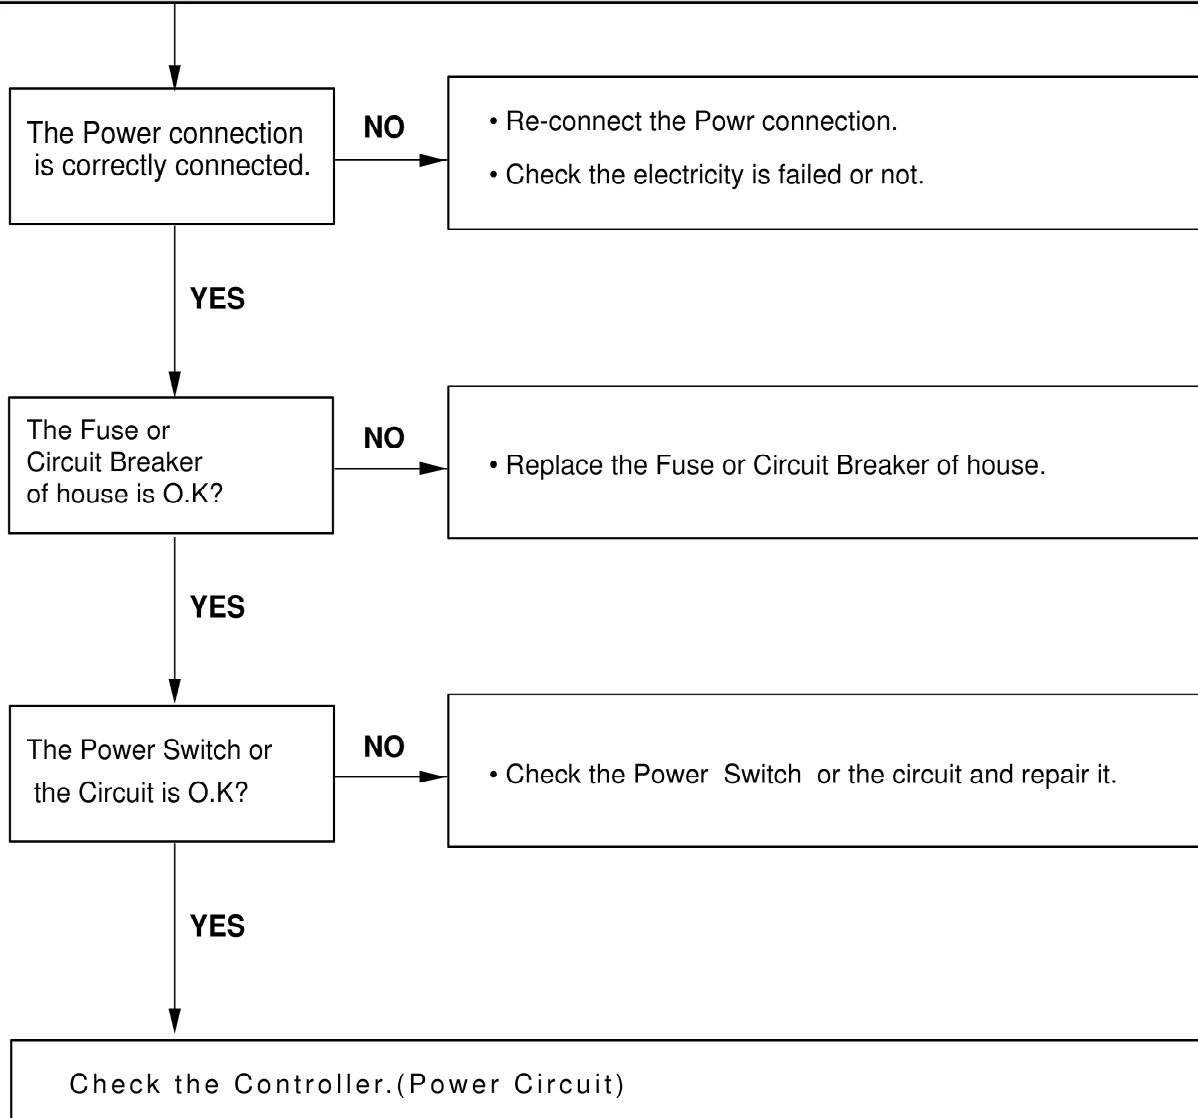 The Power connection
is correctly connected.
NO
• Re-connect the Powr connection.
• Check the electricity is failed or not.
YES
The Fuse or
Circuit Breaker
of house is O.K?
NO
• Replace the Fuse or Circuit Breaker of house.
YES
The Power Switch or
the Circuit is O.K?
NO
• Check the Power Switch or the circuit and repair it.
YES
Check the Controller.(Power Circuit)